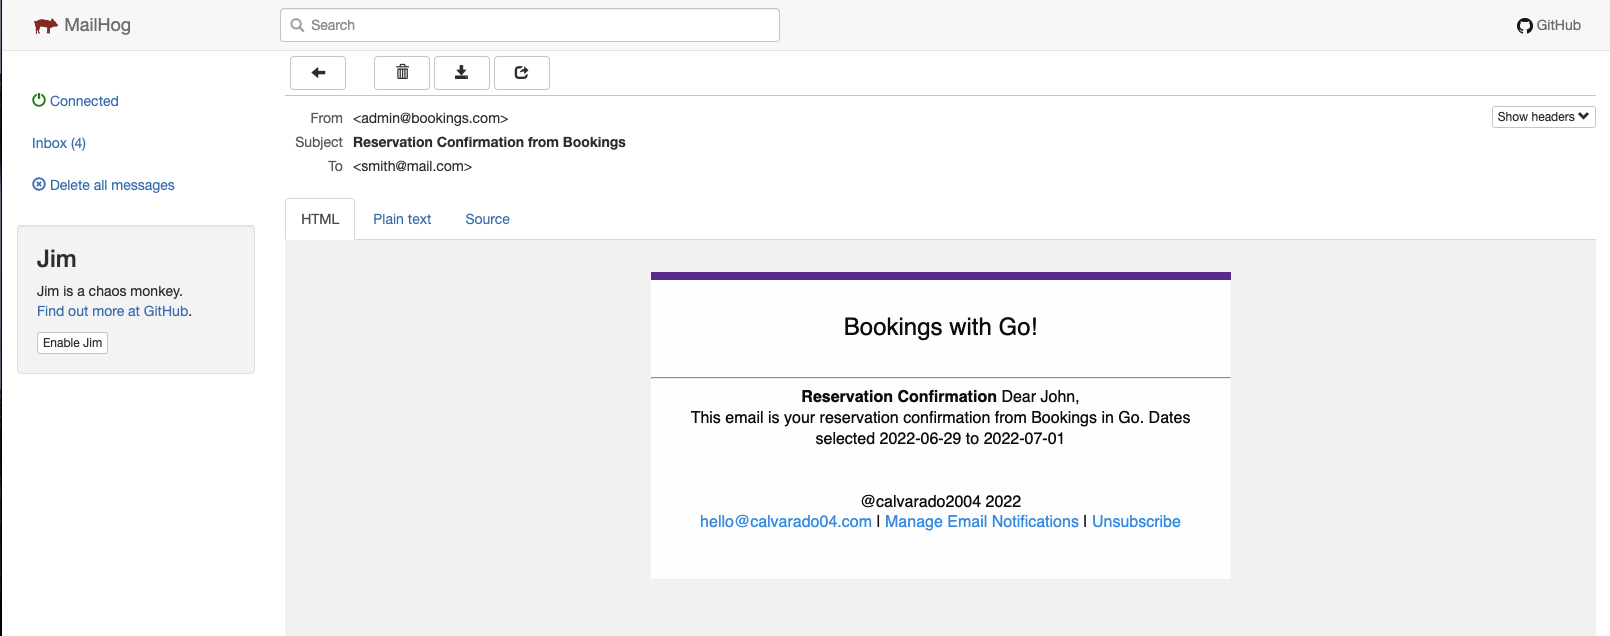 MailHog
Search
GitHub
Connected
Inbox (4)
Delete all messages
Jim
Jim is a chaos monkey.
Find out more at GitHub.
Enable Jim
From <admin@bookings.com>
Show headers
Subject Reservation Confirmation from Bookings
To <smith@mail.com>
HTML Plain text Source
Bookings with Go!
Reservation Confirmation Dear John,
This email is your reservation confirmation from Bookings in Go. Dates
selected 2022-06-29 to 2022-07-01
@calvarado2004 2022
hello@calvarado04.com | Manage Email Notifications | Unsubscribe